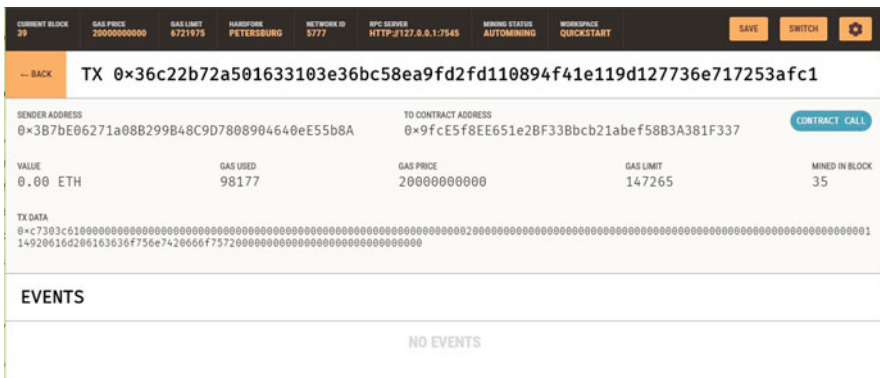 CURRENT BLOCK GAS PRICE GAS LIMIT HARDFORK NETWORK ID RPC SERVER MINING STATUS WORKSPACE
39 20000000000 6721975 PETERSBURG 5777 HTTP://127.0.0.1:7545 AUTOMINING QUICKSTART SAVE SWITCH
← BACK TX 0×36c22b72a501633103e36bc58ea9fd2fd110894f41e119d127736e717253afc1
SENDER ADDRESS TO CONTRACT ADDRESS
0×3B7bE06271a08B299B48C9D7808904640eE55b8A 0×9fcE5f8EE651e2BF33Bbcb21abef58B3A381F337 CONTRACT CALL
VALUE GAS USED GAS PRICE GAS LIMIT MINED IN BLOCK
0.00 ETH 98177 20000000000 147265 35
TX DATA
EVENTS
NO EVENTS